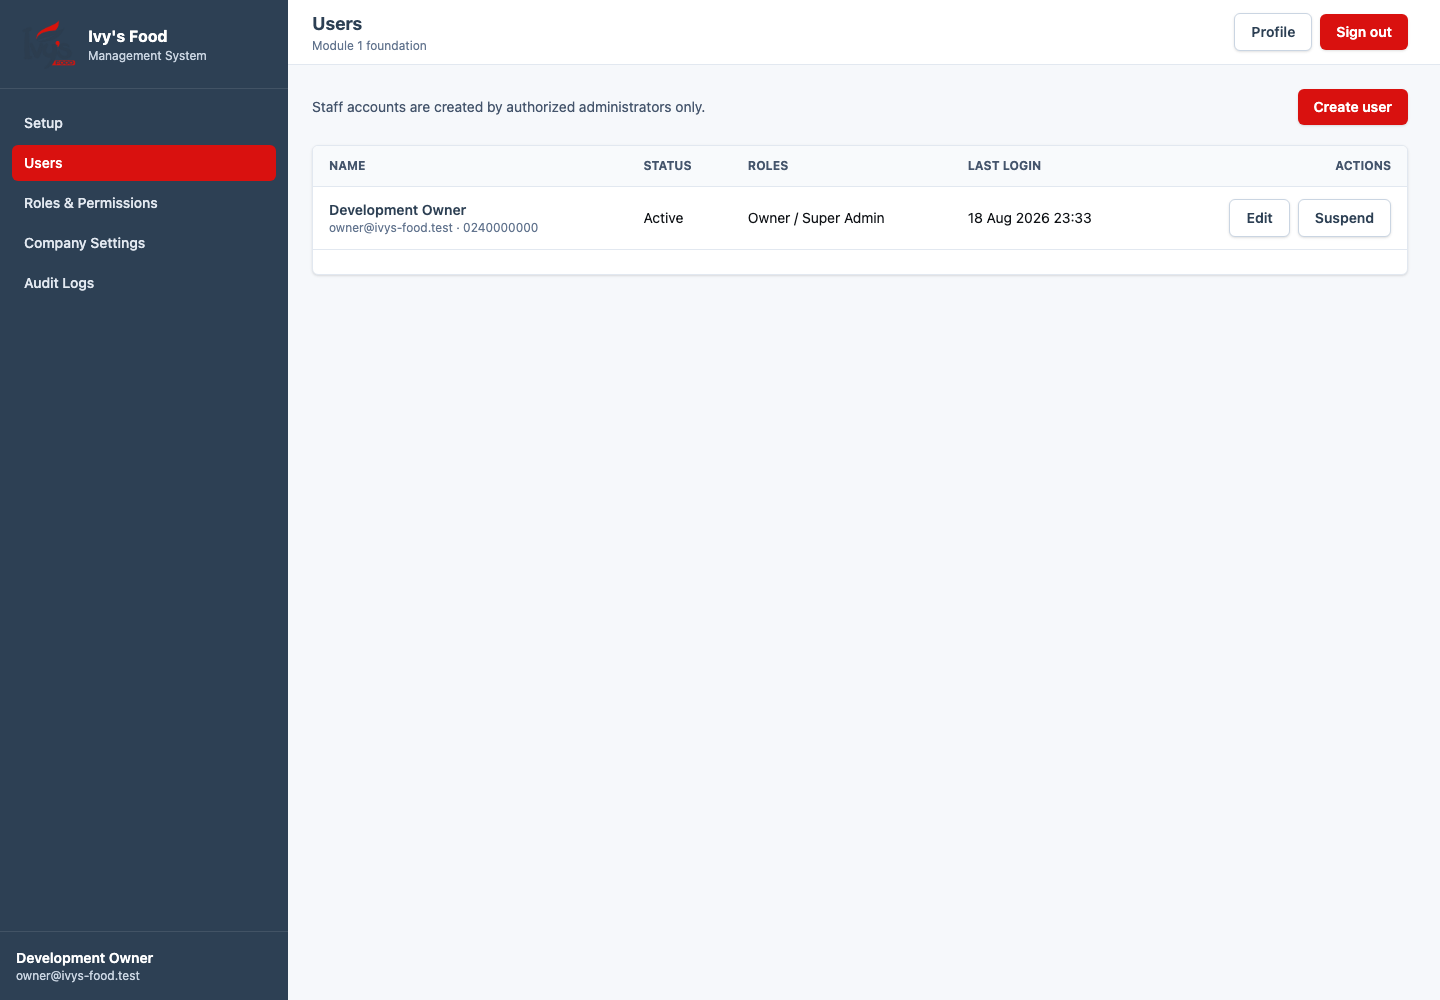 Ivy's Food
Management System
Setup
Users
Roles & Permissions
Company Settings
Audit Logs
Development Owner
owner@ivys-food.test
Users
Module 1 foundation
Profile
Sign out
Staff accounts are created by authorized administrators only.
Create user
NAME STATUS ROLES LAST LOGIN ACTIONS
Development Owner
owner@ivys-food.test · 0240000000
Active
Owner / Super Admin
18 Aug 2026 23:33
Edit
Suspend